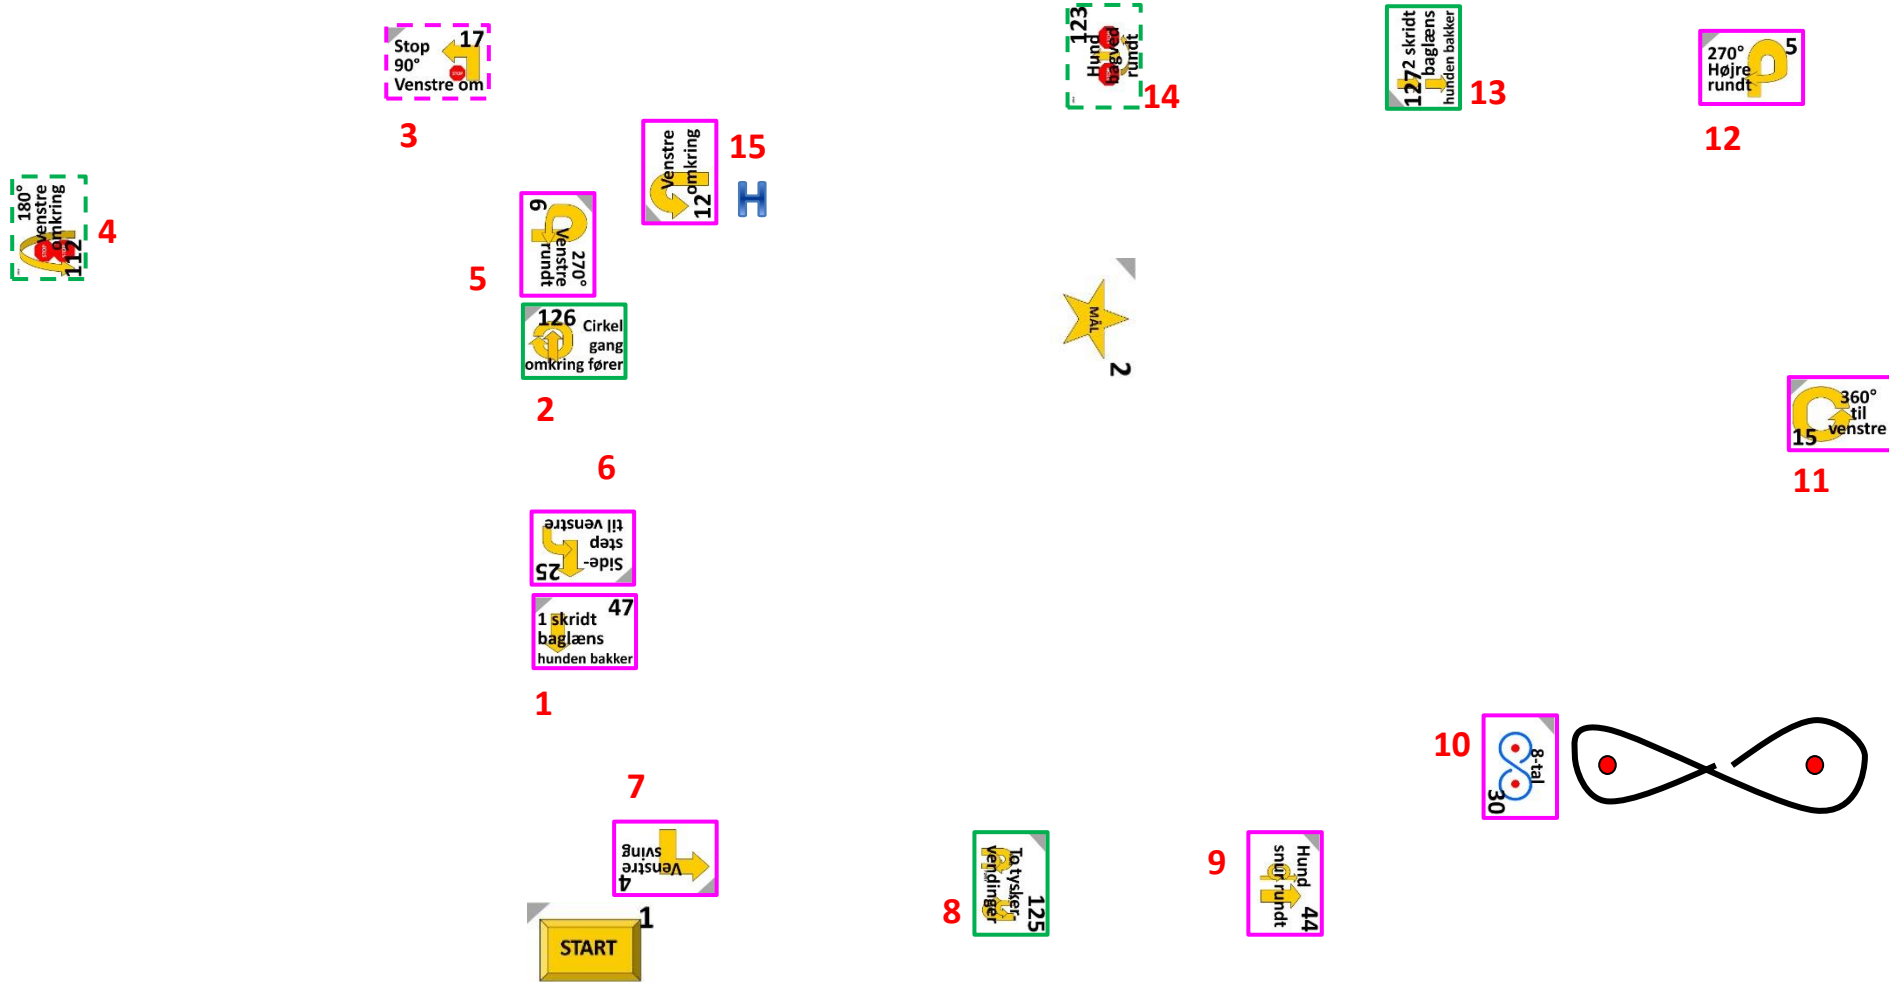 17
Stop
90°
Venstre om
3
123
Hund
bagved
rundt
14
2 skridt
baglæns
hunden bakker
127
13
5
270°
Højre
rundt
12
Venstre
omkring
12
15
H
180°
venstre
omkring
112
4
6
270°
Venstre
rundt
5
126
Cirkel
gang
omkring fører
2
MÅL
2
360°
til
venstre
15
11
6
Side-
step
til venstre
25
47
1 skridt
baglæns
hunden bakker
1
8-tal
30
10
7
Venstre
sving
4
To tysker-
vendinger
125
8
Hund
snur rundt
44
9
1
START